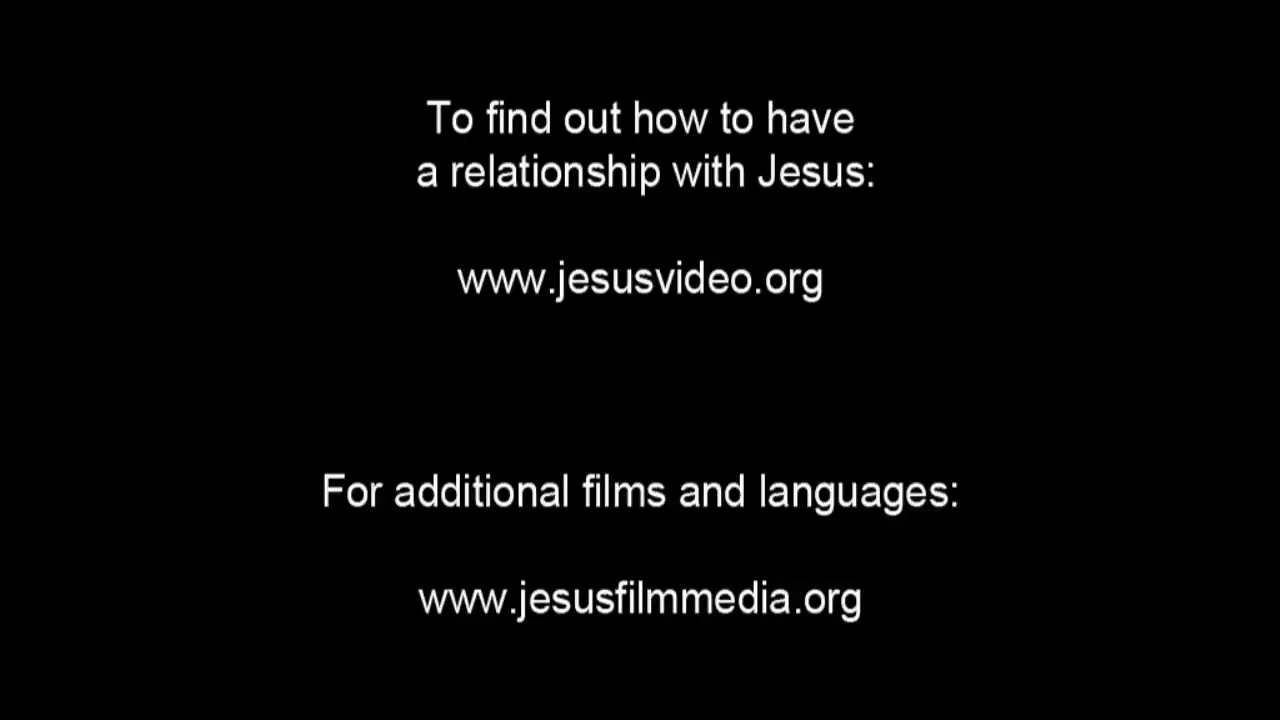 To find out how to have
a relationship with Jesus:
www.jesusvideo.org
For additional films and languages:
www.jesusfilmmedia.org